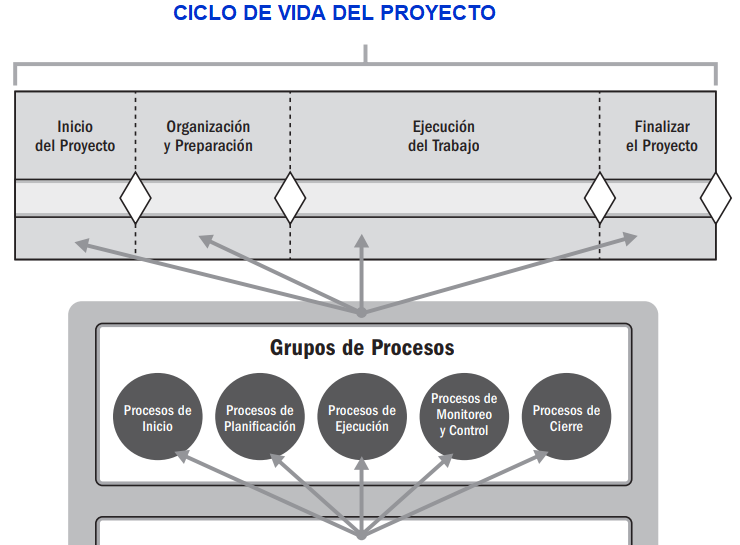 CICLO DE VIDA DEL PROYECTO
Inicio
del Proyecto
Organización
y Preparación
Ejecución
del Trabajo
Finalizar
el Proyecto
Grupos de Procesos
Procesos de
Inicio
Procesos de
Planificación
Procesos de
Ejecución
Procesos de
Monitoreo
y Control
Procesos de
Cierre